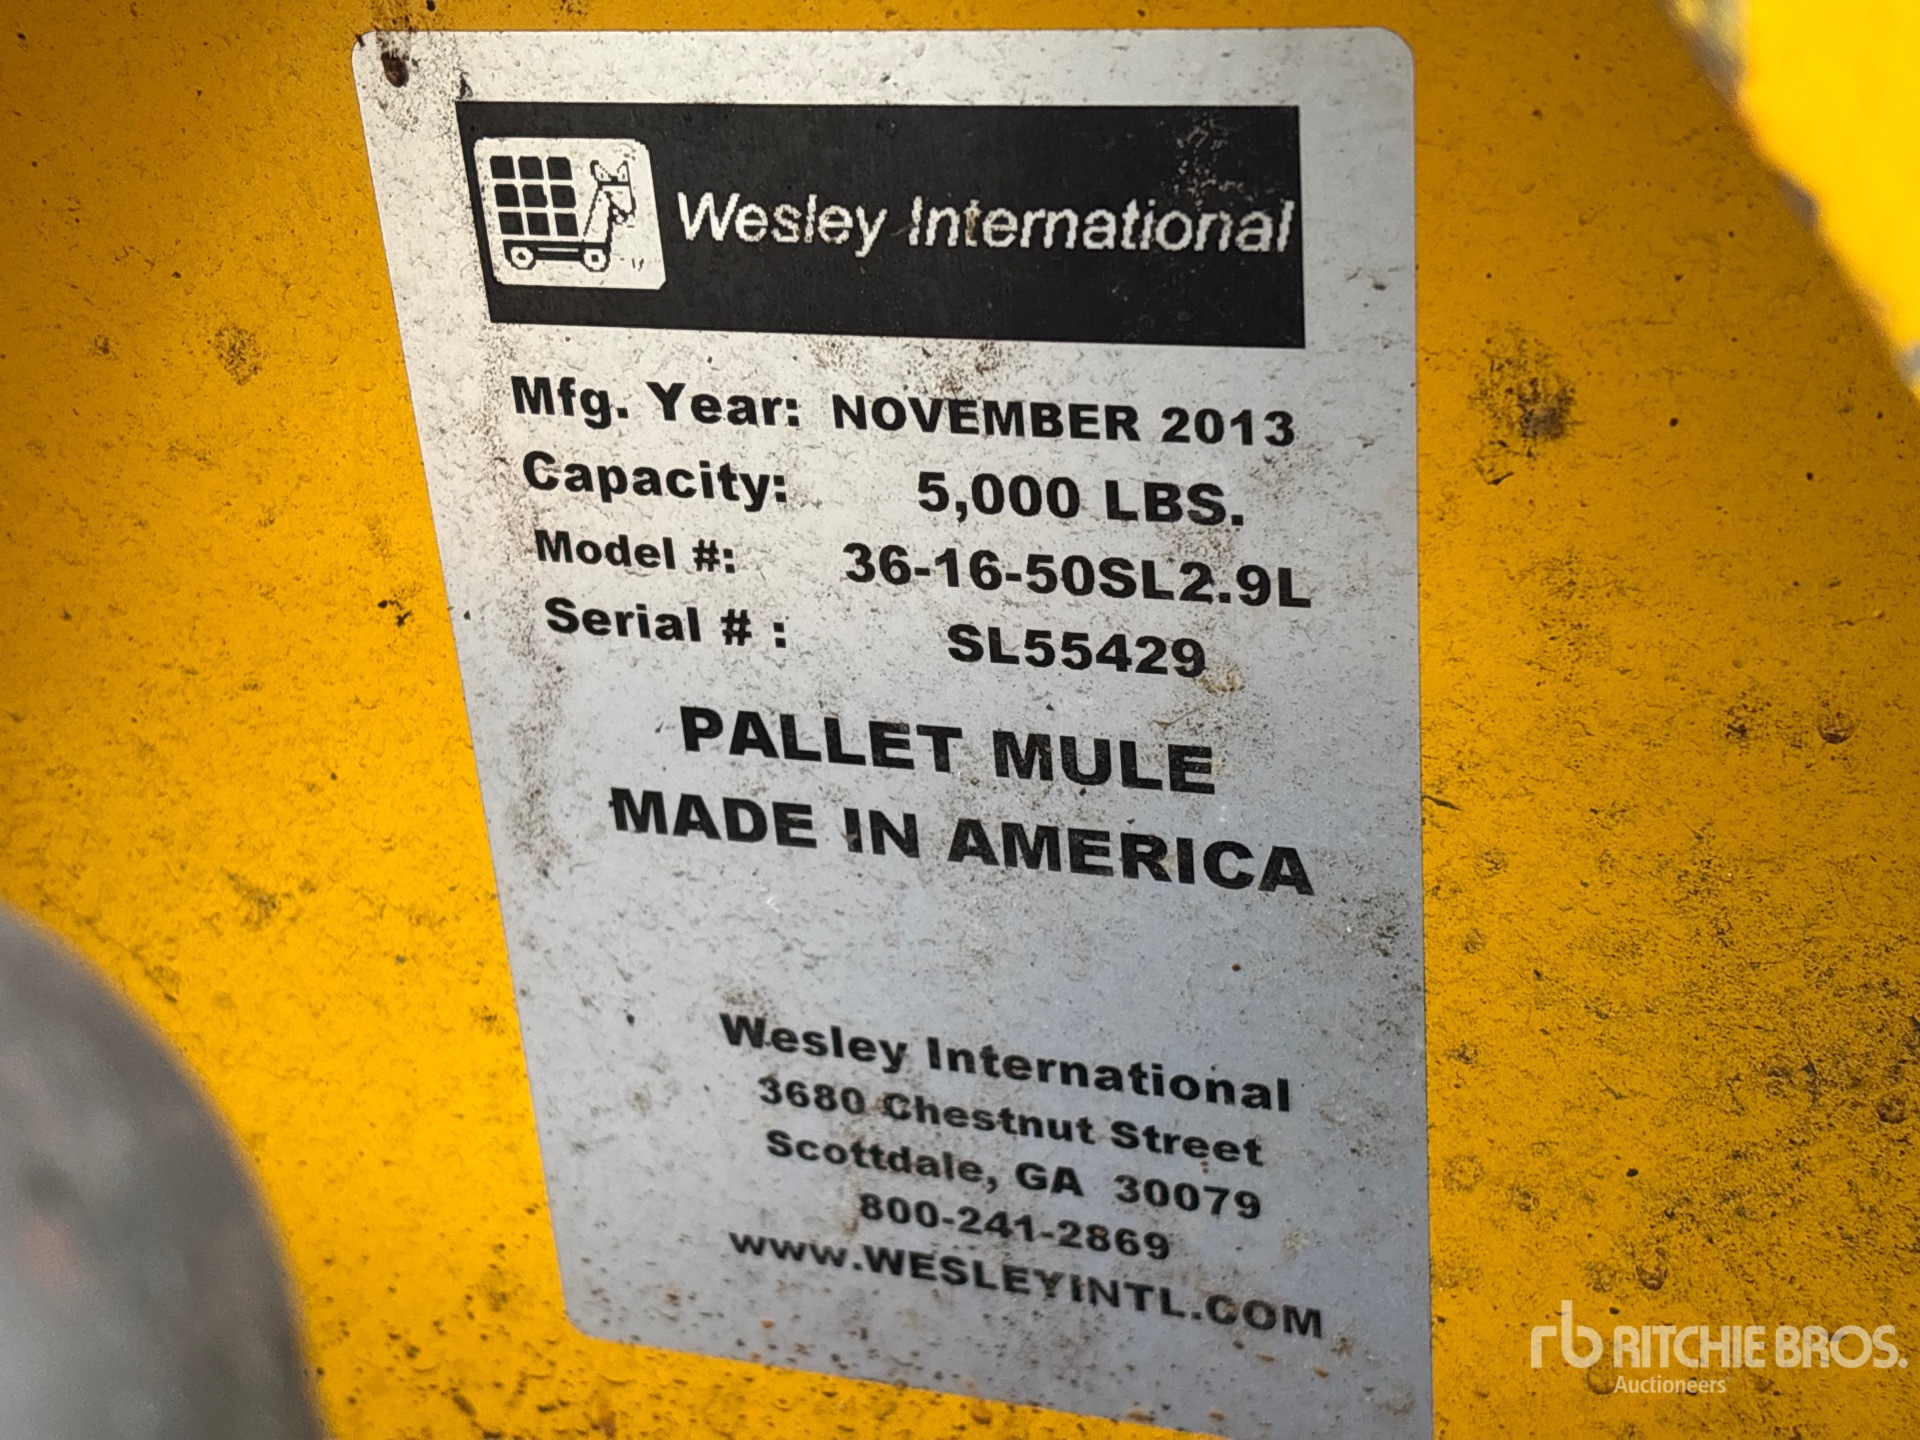 Wesley International
Mfg. Year: NOVEMBER 2013
Capacity: 5,000 LBS.
Model #: 36-16-50SL2.9L
Serial # : SL55429
PALLET MULE
MADE IN AMERICA
Wesley International
3680 Chestnut Street
Scottdale, GA 30079
800-241-2869
www.WESLEYINTL.COM
rb RITCHIE BROS.
Auctioneers